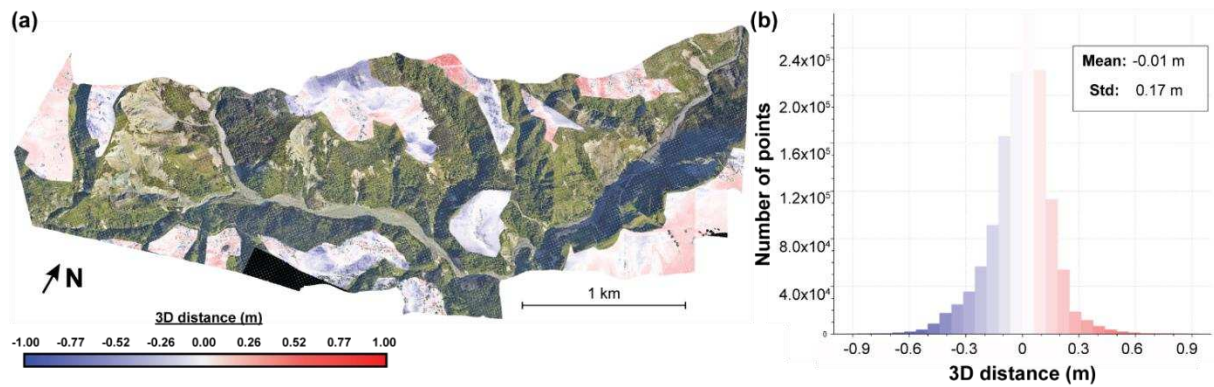 (a)
N
1 km
3D distance (m)
-1.00 -0.77 -0.52 -0.26 0.00 0.26 0.52 0.77 1.00
(b)
Number of points
2.4x10⁵
2.0x10⁵
1.6x10⁵
1.2x10⁵
8.0x10⁴
4.0x10⁴
0
Mean: -0.01 m
Std: 0.17 m
-0.9 -0.6 -0.3 0 0.3 0.6 0.9
3D distance (m)